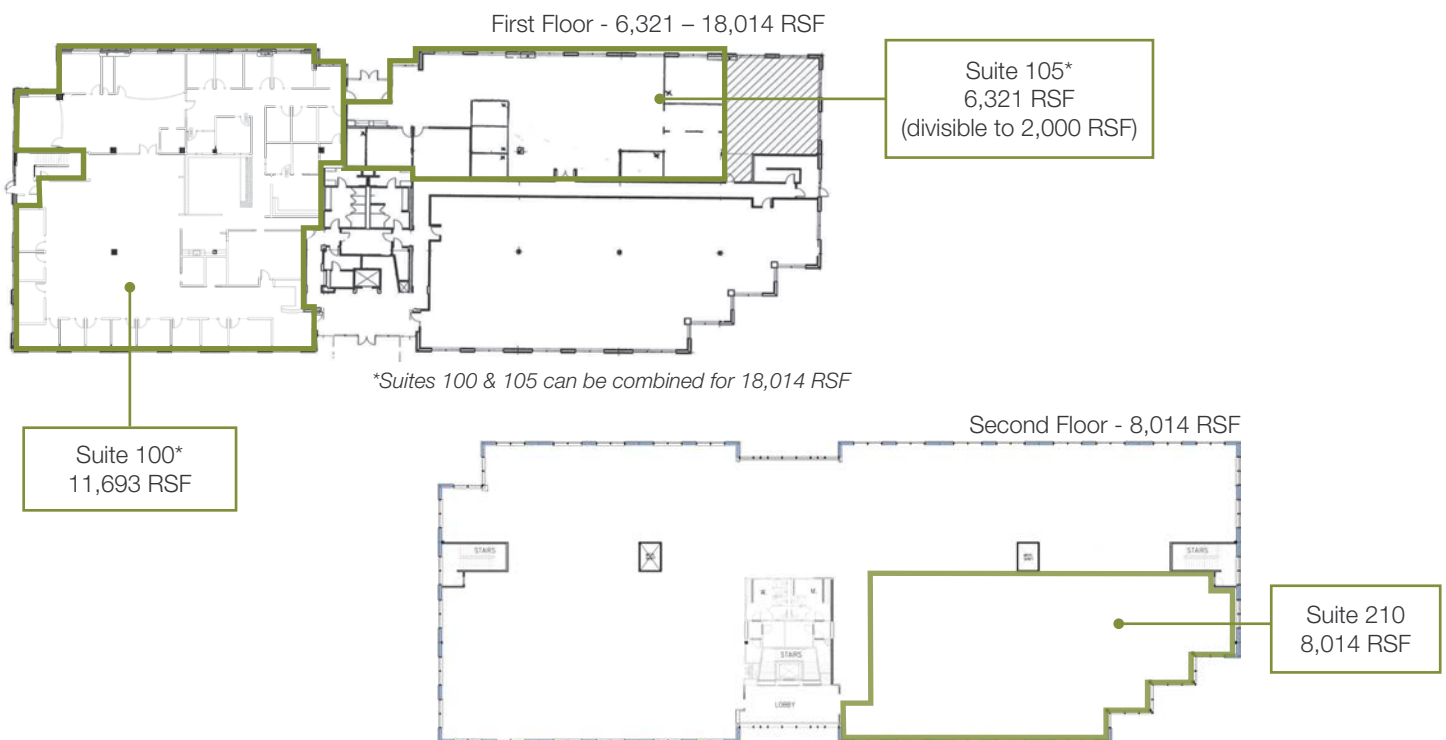 First Floor - 6,321 – 18,014 RSF
Suite 105*
6,321 RSF
(divisible to 2,000 RSF)
*Suites 100 & 105 can be combined for 18,014 RSF
Suite 100*
11,693 RSF
Second Floor - 8,014 RSF
STAIRS
STAIRS
STAIRS
LOBBY
Suite 210
8,014 RSF